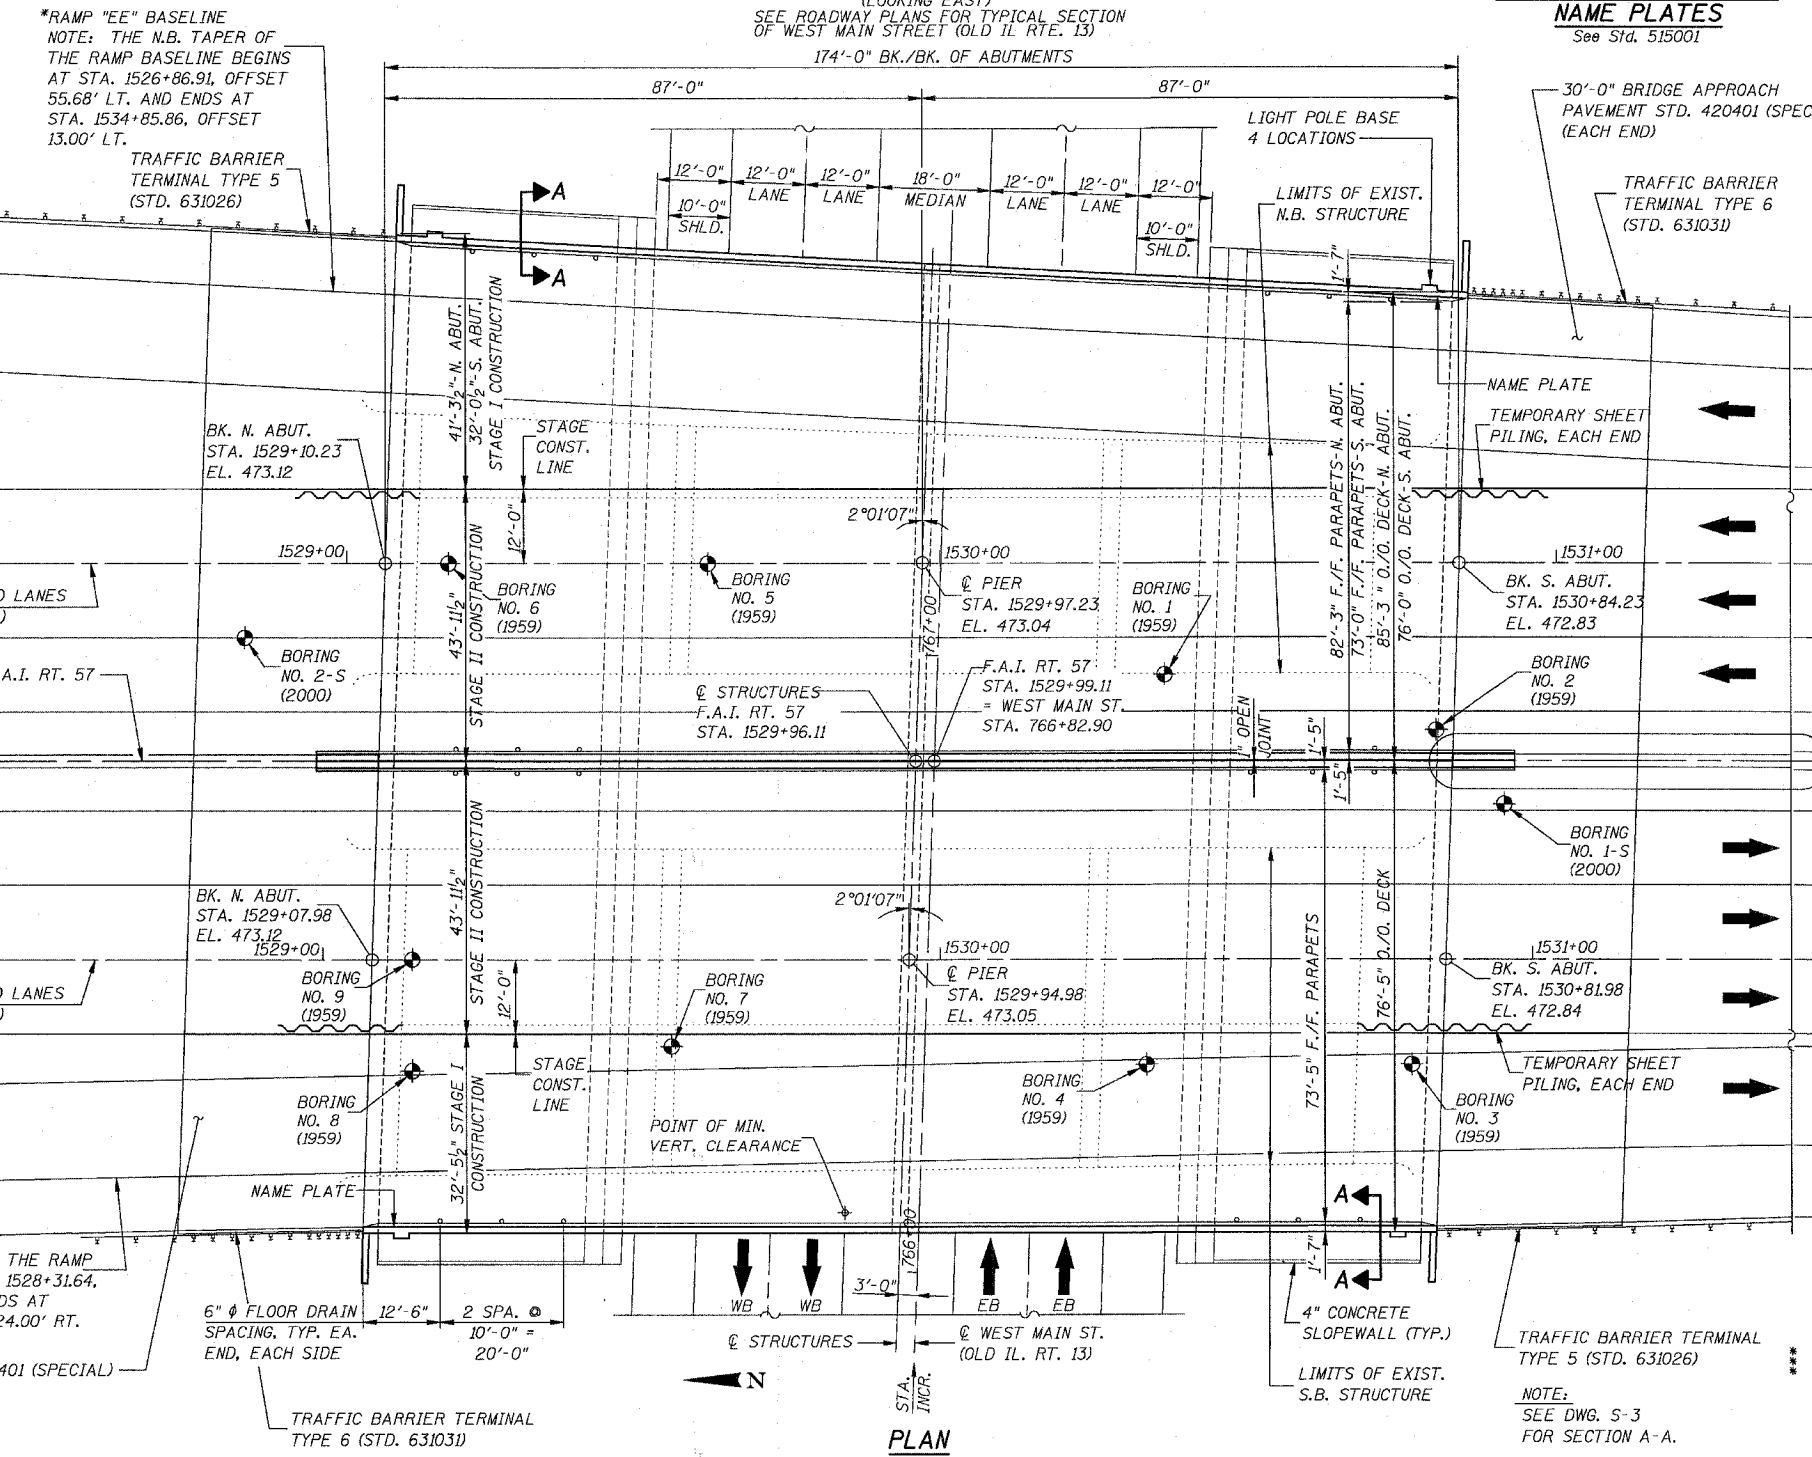 (LOOKING EAST)
SEE ROADWAY PLANS FOR TYPICAL SECTION
OF WEST MAIN STREET (OLD IL RTE. 13)
NAME PLATES
See Std. 515001
*RAMP "EE" BASELINE
NOTE: THE N.B. TAPER OF
THE RAMP BASELINE BEGINS
AT STA. 1526+86.91, OFFSET
55.68' LT. AND ENDS AT
STA. 1534+85.86, OFFSET
13.00' LT.
174'-0" BK./BK. OF ABUTMENTS
87'-0"
87'-0"
30'-0" BRIDGE APPROACH
PAVEMENT STD. 420401 (SPEC
(EACH END)
LIGHT POLE BASE
4 LOCATIONS
TRAFFIC BARRIER
TERMINAL TYPE 5
(STD. 631026)
12'-0"
12'-0"
LANE
12'-0"
LANE
18'-0"
MEDIAN
12'-0"
LANE
12'-0"
LANE
12'-0"
10'-0"
SHLD.
10'-0"
SHLD.
A
A
LIMITS OF EXIST.
N.B. STRUCTURE
TRAFFIC BARRIER
TERMINAL TYPE 6
(STD. 631031)
1'-7"
41'-3½"-N. ABUT.
32'-0½"-S. ABUT.
STAGE I CONSTRUCTION
NAME PLATE
TEMPORARY SHEET
PILING, EACH END
BK. N. ABUT.
STA. 1529+10.23
EL. 473.12
STAGE
CONST.
LINE
82'-3" F./F. PARAPETS-N. ABUT.
73'-0" F./F. PARAPETS-S. ABUT.
85'-3" O./O. DECK-N. ABUT.
76'-0" O./O. DECK-S. ABUT.
2°01'07"
12'-0"
43'-11½"
STAGE II CONSTRUCTION
1529+00
1530+00
1531+00
BORING
NO. 6
(1959)
BORING
NO. 5
(1959)
℄ PIER
STA. 1529+97.23
EL. 473.04
BORING
NO. 1
(1959)
BK. S. ABUT.
STA. 1530+84.23
EL. 472.83
D LANES
)
767+00
BORING
NO. 2-S
(2000)
A.I. RT. 57
℄ STRUCTURES
F.A.I. RT. 57
STA. 1529+96.11
F.A.I. RT. 57
STA. 1529+99.11
= WEST MAIN ST.
STA. 766+82.90
BORING
NO. 2
(1959)
1" OPEN
JOINT
1'-5"
1'-5"
43'-11½"
STAGE II CONSTRUCTION
BORING
NO. 1-S
(2000)
BK. N. ABUT.
STA. 1529+07.98
EL. 473.12
1529+00
2°01'07"
1530+00
1531+00
73'-5" F./F. PARAPETS
76'-5" O./O. DECK
BORING
NO. 9
(1959)
12'-0"
BORING
NO. 7
(1959)
℄ PIER
STA. 1529+94.98
EL. 473.05
BK. S. ABUT.
STA. 1530+81.98
EL. 472.84
D LANES
)
STAGE
CONST.
LINE
TEMPORARY SHEET
PILING, EACH END
BORING
NO. 8
(1959)
32'-5½" STAGE I
CONSTRUCTION
BORING
NO. 4
(1959)
BORING
NO. 3
(1959)
POINT OF MIN.
VERT. CLEARANCE
NAME PLATE
A
A
766+00
1'-7"
THE RAMP
1528+31.64,
DS AT
24.00' RT.
401 (SPECIAL)
6" ϕ FLOOR DRAIN
SPACING, TYP. EA.
END, EACH SIDE
12'-6"
2 SPA. @
10'-0" =
20'-0"
WB
WB
3'-0"
EB
EB
℄ STRUCTURES
℄ WEST MAIN ST.
(OLD IL. RT. 13)
4" CONCRETE
SLOPEWALL (TYP.)
LIMITS OF EXIST.
S.B. STRUCTURE
TRAFFIC BARRIER TERMINAL
TYPE 5 (STD. 631026)
***
N
STA.
INCR.
TRAFFIC BARRIER TERMINAL
TYPE 6 (STD. 631031)
NOTE:
SEE DWG. S-3
FOR SECTION A-A.
PLAN